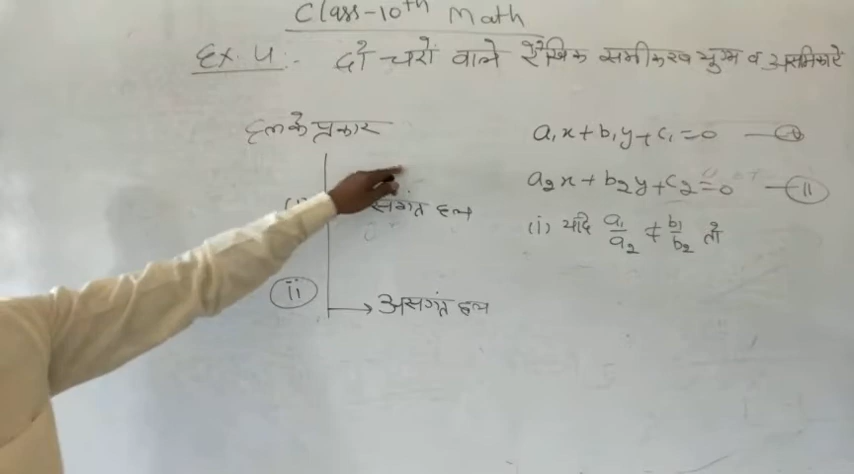 Class-10th Math
Ex. 4:- दो चरों वाले रैखिक समीकरण युग्म व असमिकाएं
हल के प्रकार
संगत हल
ii → असंगत हल
a₁x + b₁y + c₁ = 0
a₂x + b₂y + c₂ = 0 — (ii)
(i) यदि a₁/a₂ ≠ b₁/b₂ तो